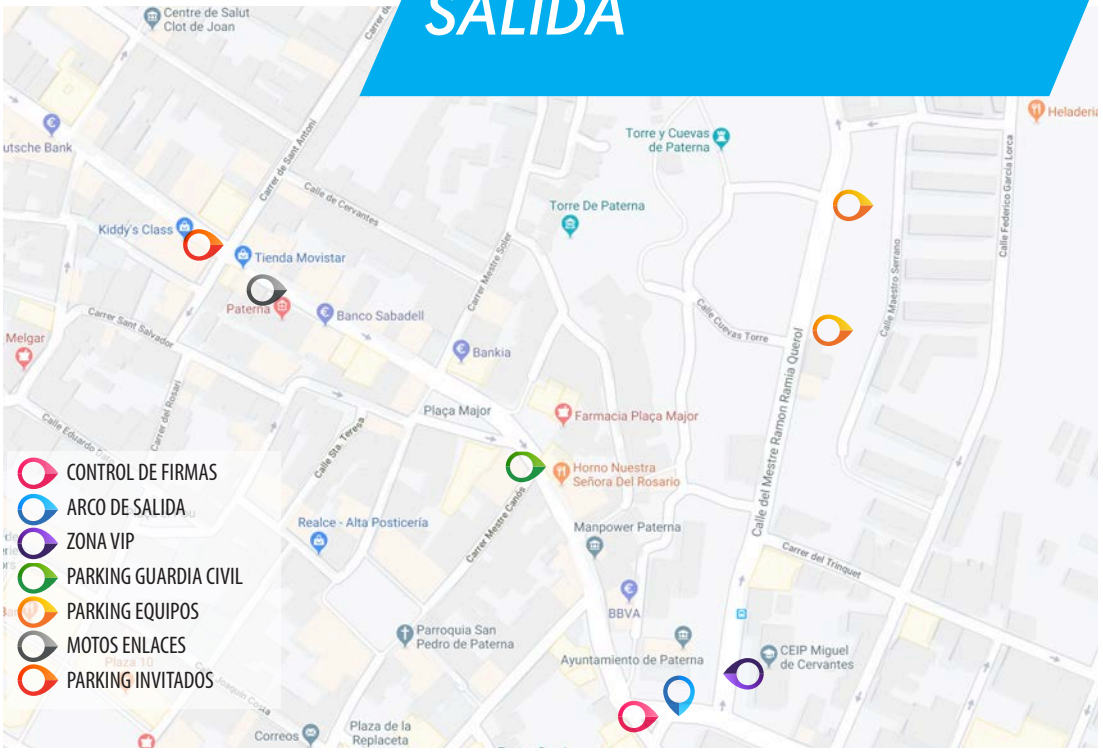 SALIDA
Centre de Salut
Clot de Joan
Heladeria
Torre y Cuevas
de Paterna
utsche Bank
Carrer de Sant Antoni
Calle de Cervantes
Calle Federico García Lorca
Torre De Paterna
Kiddy's Class
Tienda Movistar
Carrer Mestre Soler
Calle Maestro Serrano
Paterna
Banco Sabadell
Carrer Sant Salvador
Calle Cuevas Torre
Melgar
Bankia
Calle del Mestre Ramon Ramia Querol
Carrer del Rosari
Plaça Major
Farmacia Plaça Major
Calle Eduardo
Calle Sta. Teresa
Horno Nuestra
Señora Del Rosario
CONTROL DE FIRMAS
ARCO DE SALIDA
ZONA VIP
PARKING GUARDIA CIVIL
PARKING EQUIPOS
MOTOS ENLACES
PARKING INVITADOS
Realce - Alta Posticería
Carrer Mestre Canós
Manpower Paterna
Carrer del Trinquet
BBVA
Parroquia San
Pedro de Paterna
Ayuntamiento de Paterna
CEIP Miguel
de Cervantes
Plaza 10
Joaquin Costa
Correos
Plaza de la
Replaceta